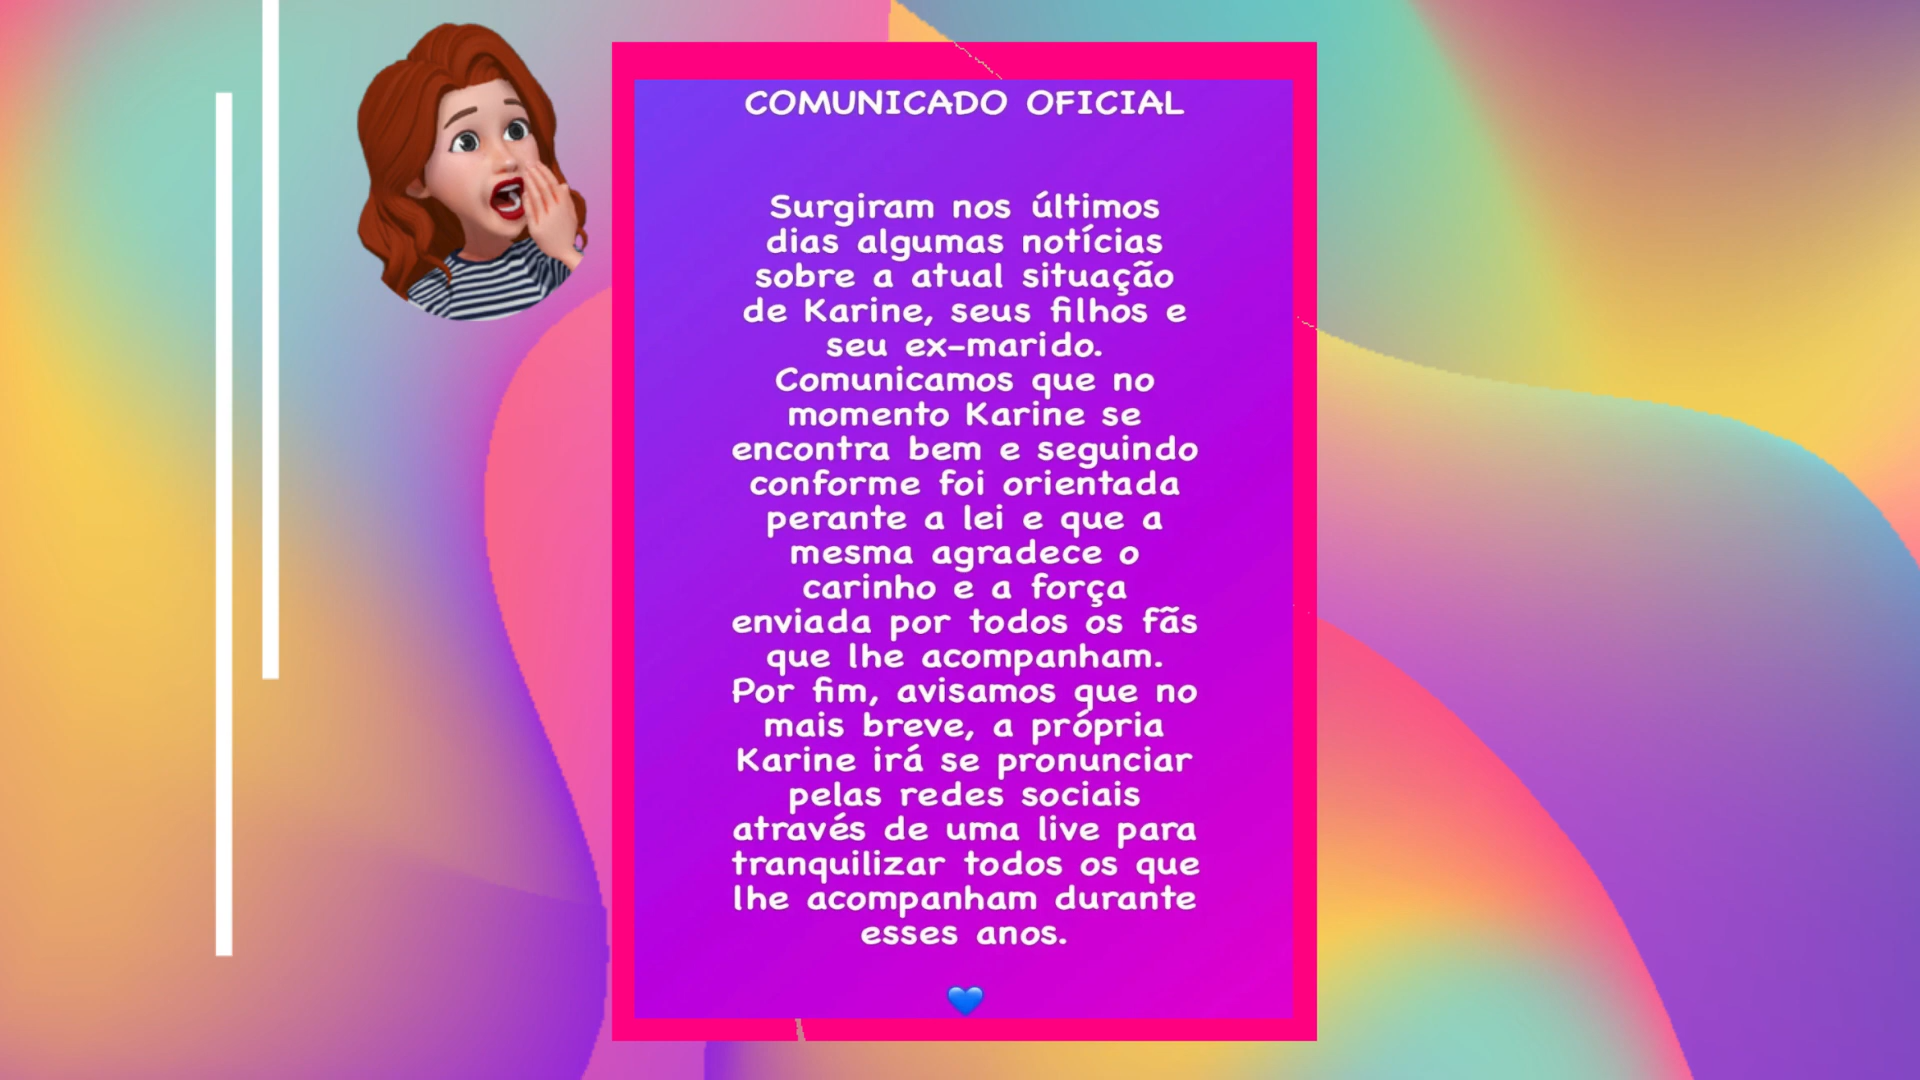 COMUNICADO OFICIAL
Surgiram nos últimos
dias algumas notícias
sobre a atual situação
de Karine, seus filhos e
seu ex-marido.
Comunicamos que no
momento Karine se
encontra bem e seguindo
conforme foi orientada
perante a lei e que a
mesma agradece o
carinho e a força
enviada por todos os fãs
que lhe acompanham.
Por fim, avisamos que no
mais breve, a própria
Karine irá se pronunciar
pelas redes sociais
através de uma live para
tranquilizar todos os que
lhe acompanham durante
esses anos.
💙